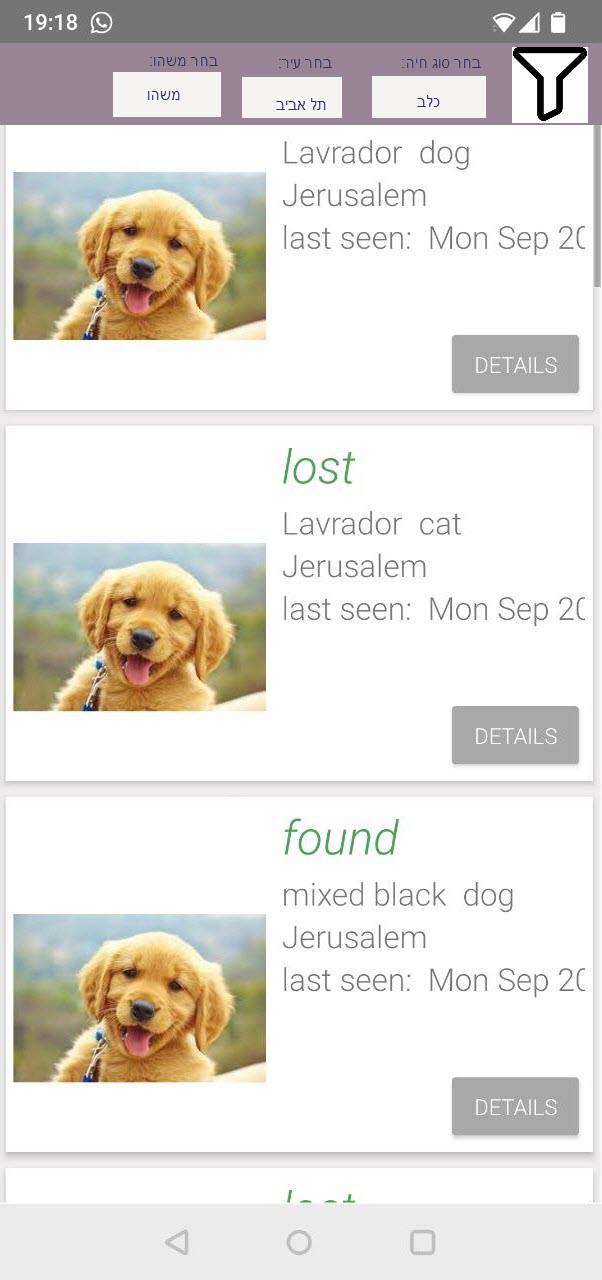 19:18
בחר סוג חיה:
בחר עיר:
בחר משהו:
כלב
תל אביב
משהו
Lavrador dog
Jerusalem
last seen: Mon Sep 20
DETAILS
lost
Lavrador cat
Jerusalem
last seen: Mon Sep 20
DETAILS
found
mixed black dog
Jerusalem
last seen: Mon Sep 20
DETAILS
lost